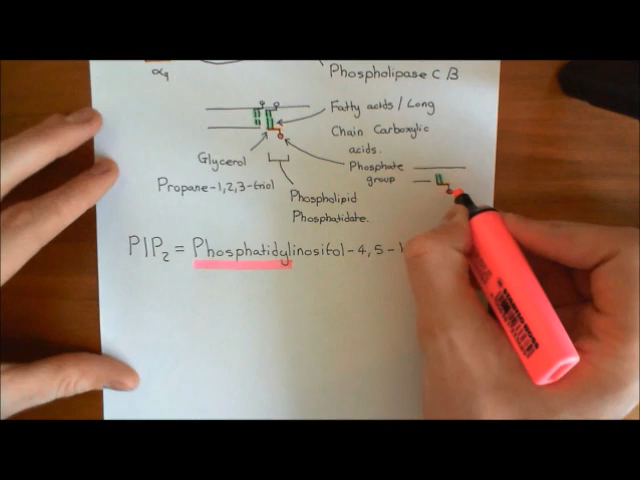 αq
Phospholipase C β
Fatty acids / Long
Chain Carboxylic
acids.
Glycerol
Phosphate
group
Propane-1,2,3-triol
Phospholipid
Phosphatidate.
PIP₂ = Phosphatidylinositol-4,5-